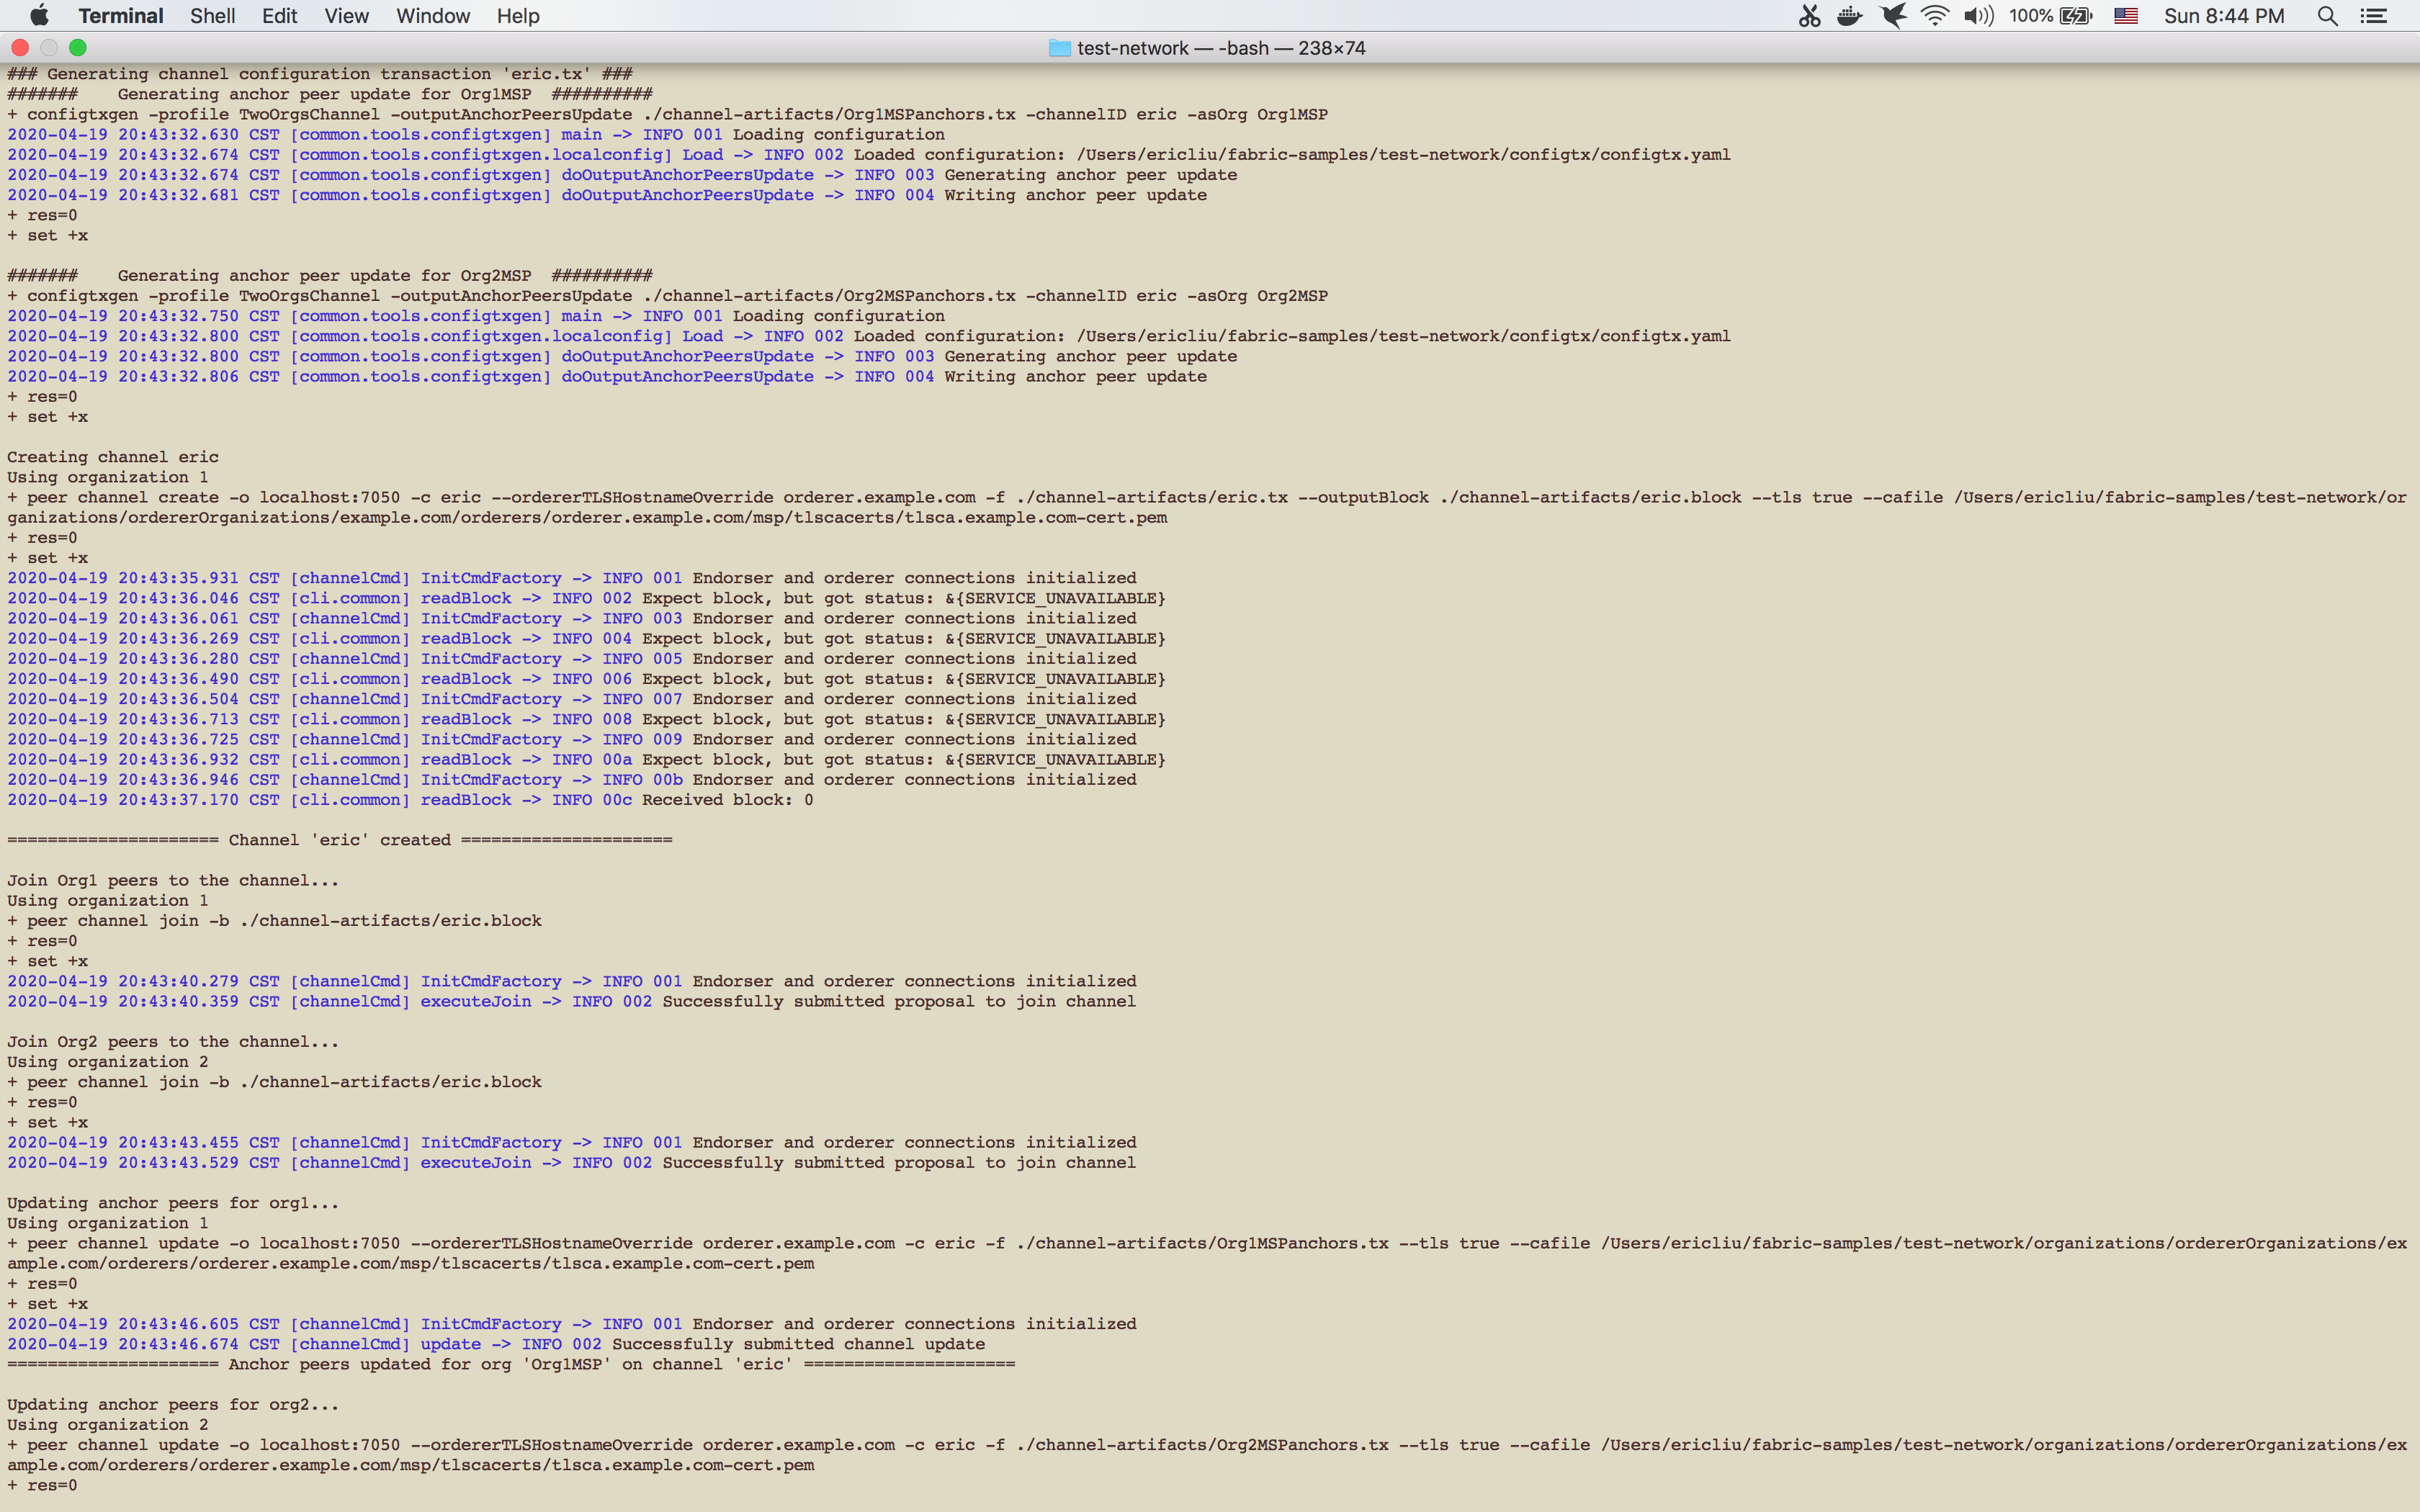 Terminal Shell Edit View Window Help 100% Sun 8:44 PM
test-network — -bash — 238×74
### Generating channel configuration transaction 'eric.tx' ###
#######    Generating anchor peer update for Org1MSP  ##########
+ configtxgen -profile TwoOrgsChannel -outputAnchorPeersUpdate ./channel-artifacts/Org1MSPanchors.tx -channelID eric -asOrg Org1MSP
2020-04-19 20:43:32.630 CST [common.tools.configtxgen] main -> INFO 001 Loading configuration
2020-04-19 20:43:32.674 CST [common.tools.configtxgen.localconfig] Load -> INFO 002 Loaded configuration: /Users/ericliu/fabric-samples/test-network/configtx/configtx.yaml
2020-04-19 20:43:32.674 CST [common.tools.configtxgen] doOutputAnchorPeersUpdate -> INFO 003 Generating anchor peer update
2020-04-19 20:43:32.681 CST [common.tools.configtxgen] doOutputAnchorPeersUpdate -> INFO 004 Writing anchor peer update
+ res=0
+ set +x
#######    Generating anchor peer update for Org2MSP  ##########
+ configtxgen -profile TwoOrgsChannel -outputAnchorPeersUpdate ./channel-artifacts/Org2MSPanchors.tx -channelID eric -asOrg Org2MSP
2020-04-19 20:43:32.750 CST [common.tools.configtxgen] main -> INFO 001 Loading configuration
2020-04-19 20:43:32.800 CST [common.tools.configtxgen.localconfig] Load -> INFO 002 Loaded configuration: /Users/ericliu/fabric-samples/test-network/configtx/configtx.yaml
2020-04-19 20:43:32.800 CST [common.tools.configtxgen] doOutputAnchorPeersUpdate -> INFO 003 Generating anchor peer update
2020-04-19 20:43:32.806 CST [common.tools.configtxgen] doOutputAnchorPeersUpdate -> INFO 004 Writing anchor peer update
+ res=0
+ set +x
Creating channel eric
Using organization 1
+ peer channel create -o localhost:7050 -c eric --ordererTLSHostnameOverride orderer.example.com -f ./channel-artifacts/eric.tx --outputBlock ./channel-artifacts/eric.block --tls true --cafile /Users/ericliu/fabric-samples/test-network/or
ganizations/ordererOrganizations/example.com/orderers/orderer.example.com/msp/tlscacerts/tlsca.example.com-cert.pem
+ res=0
+ set +x
2020-04-19 20:43:35.931 CST [channelCmd] InitCmdFactory -> INFO 001 Endorser and orderer connections initialized
2020-04-19 20:43:36.046 CST [cli.common] readBlock -> INFO 002 Expect block, but got status: &{SERVICE_UNAVAILABLE}
2020-04-19 20:43:36.061 CST [channelCmd] InitCmdFactory -> INFO 003 Endorser and orderer connections initialized
2020-04-19 20:43:36.269 CST [cli.common] readBlock -> INFO 004 Expect block, but got status: &{SERVICE_UNAVAILABLE}
2020-04-19 20:43:36.280 CST [channelCmd] InitCmdFactory -> INFO 005 Endorser and orderer connections initialized
2020-04-19 20:43:36.490 CST [cli.common] readBlock -> INFO 006 Expect block, but got status: &{SERVICE_UNAVAILABLE}
2020-04-19 20:43:36.504 CST [channelCmd] InitCmdFactory -> INFO 007 Endorser and orderer connections initialized
2020-04-19 20:43:36.713 CST [cli.common] readBlock -> INFO 008 Expect block, but got status: &{SERVICE_UNAVAILABLE}
2020-04-19 20:43:36.725 CST [channelCmd] InitCmdFactory -> INFO 009 Endorser and orderer connections initialized
2020-04-19 20:43:36.932 CST [cli.common] readBlock -> INFO 00a Expect block, but got status: &{SERVICE_UNAVAILABLE}
2020-04-19 20:43:36.946 CST [channelCmd] InitCmdFactory -> INFO 00b Endorser and orderer connections initialized
2020-04-19 20:43:37.170 CST [cli.common] readBlock -> INFO 00c Received block: 0
===================== Channel 'eric' created =====================
Join Org1 peers to the channel...
Using organization 1
+ peer channel join -b ./channel-artifacts/eric.block
+ res=0
+ set +x
2020-04-19 20:43:40.279 CST [channelCmd] InitCmdFactory -> INFO 001 Endorser and orderer connections initialized
2020-04-19 20:43:40.359 CST [channelCmd] executeJoin -> INFO 002 Successfully submitted proposal to join channel
Join Org2 peers to the channel...
Using organization 2
+ peer channel join -b ./channel-artifacts/eric.block
+ res=0
+ set +x
2020-04-19 20:43:43.455 CST [channelCmd] InitCmdFactory -> INFO 001 Endorser and orderer connections initialized
2020-04-19 20:43:43.529 CST [channelCmd] executeJoin -> INFO 002 Successfully submitted proposal to join channel
Updating anchor peers for org1...
Using organization 1
+ peer channel update -o localhost:7050 --ordererTLSHostnameOverride orderer.example.com -c eric -f ./channel-artifacts/Org1MSPanchors.tx --tls true --cafile /Users/ericliu/fabric-samples/test-network/organizations/ordererOrganizations/ex
ample.com/orderers/orderer.example.com/msp/tlscacerts/tlsca.example.com-cert.pem
+ res=0
+ set +x
2020-04-19 20:43:46.605 CST [channelCmd] InitCmdFactory -> INFO 001 Endorser and orderer connections initialized
2020-04-19 20:43:46.674 CST [channelCmd] update -> INFO 002 Successfully submitted channel update
===================== Anchor peers updated for org 'Org1MSP' on channel 'eric' =====================
Updating anchor peers for org2...
Using organization 2
+ peer channel update -o localhost:7050 --ordererTLSHostnameOverride orderer.example.com -c eric -f ./channel-artifacts/Org2MSPanchors.tx --tls true --cafile /Users/ericliu/fabric-samples/test-network/organizations/ordererOrganizations/ex
ample.com/orderers/orderer.example.com/msp/tlscacerts/tlsca.example.com-cert.pem
+ res=0